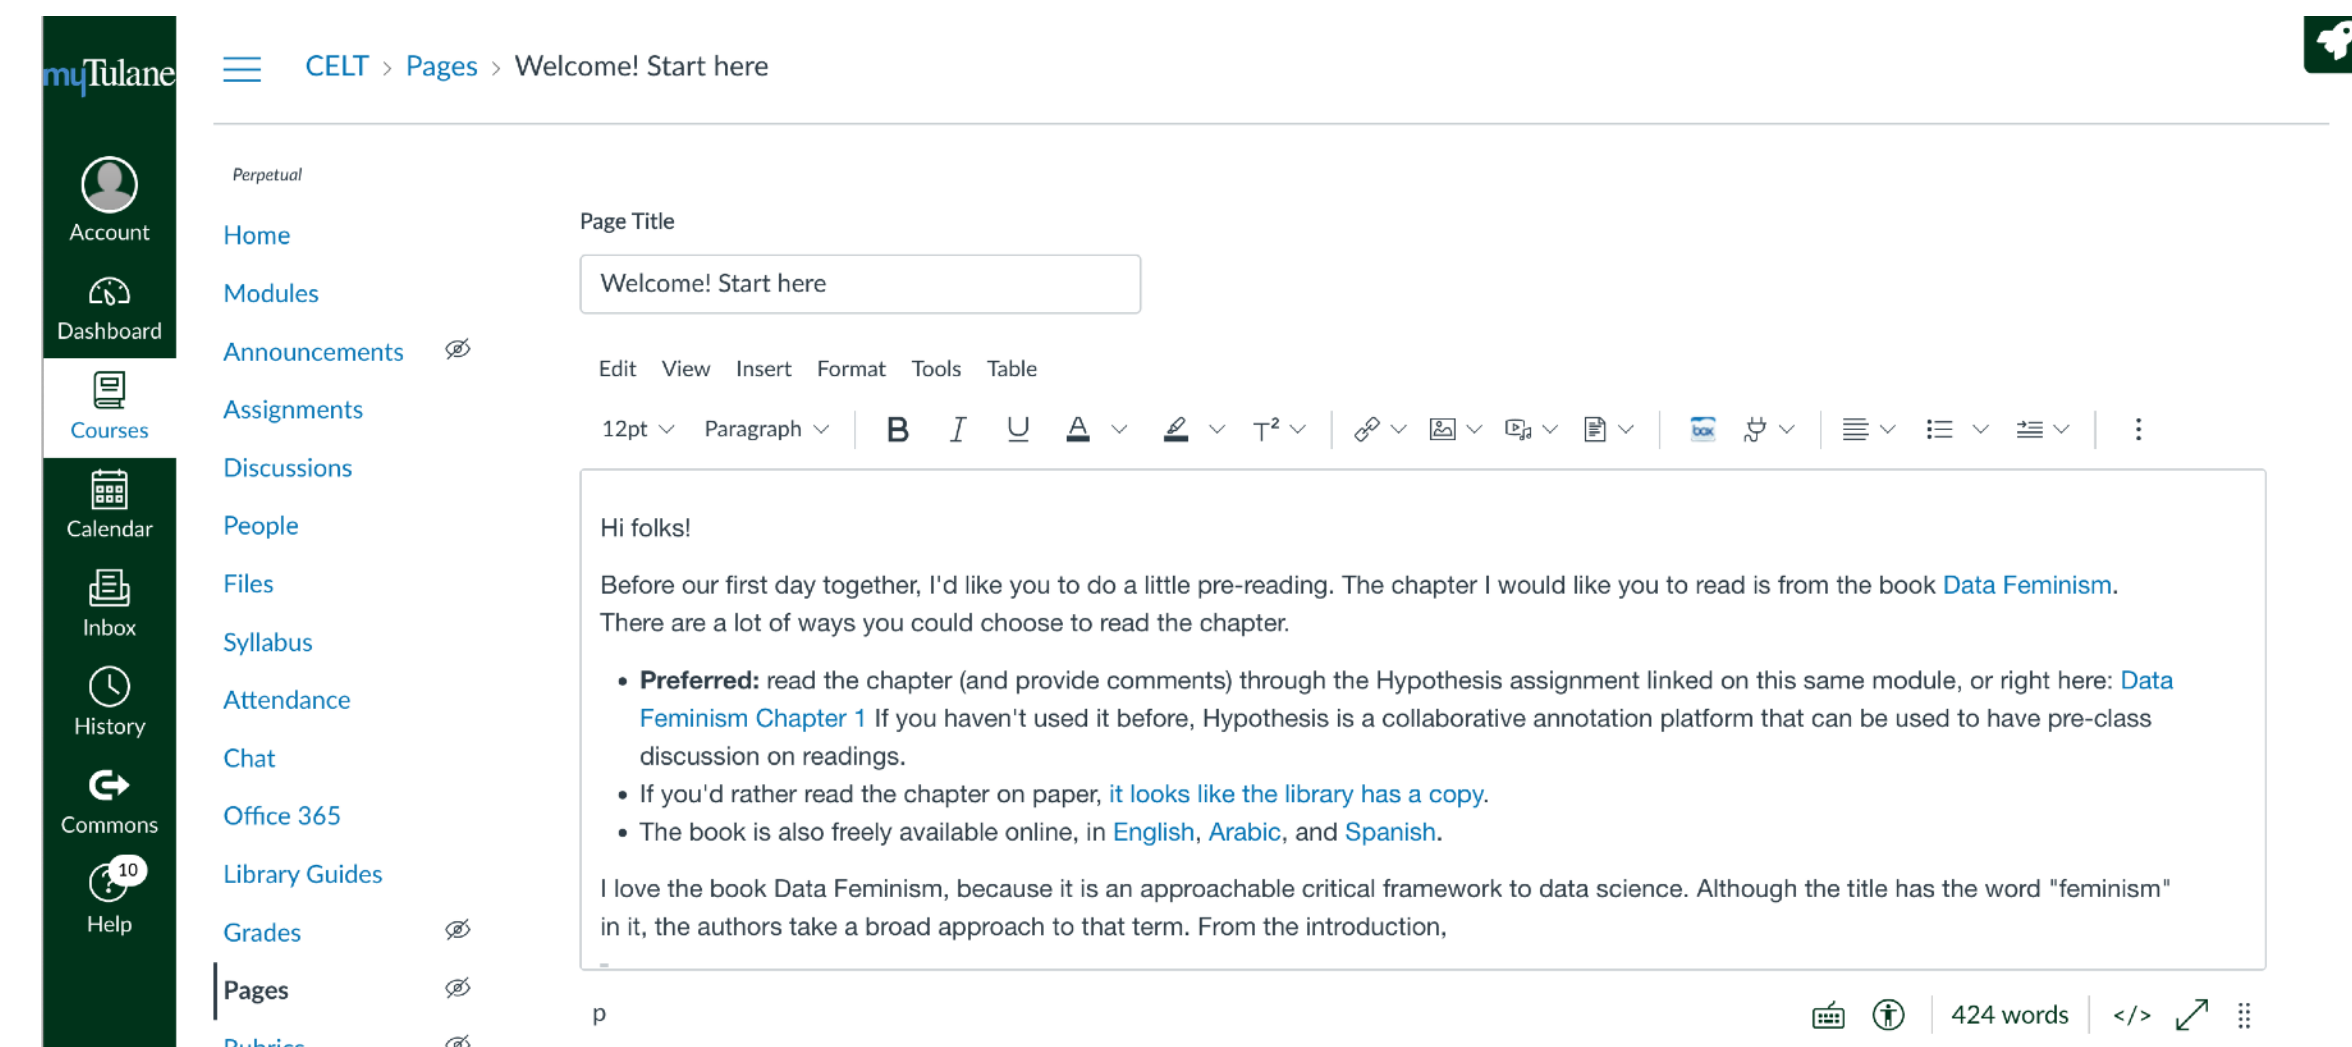 myTulane
CELT > Pages > Welcome! Start here
Account
Dashboard
Courses
Calendar
Inbox
History
Commons
10
Help
Perpetual
Home
Modules
Announcements
Assignments
Discussions
People
Files
Syllabus
Attendance
Chat
Office 365
Library Guides
Grades
Pages
Rubrics
Page Title
Welcome! Start here
Edit View Insert Format Tools Table
12pt Paragraph B I U A T² box
Hi folks!
Before our first day together, I'd like you to do a little pre-reading. The chapter I would like you to read is from the book Data Feminism.
There are a lot of ways you could choose to read the chapter.
• Preferred: read the chapter (and provide comments) through the Hypothesis assignment linked on this same module, or right here: Data
Feminism Chapter 1 If you haven't used it before, Hypothesis is a collaborative annotation platform that can be used to have pre-class
discussion on readings.
• If you'd rather read the chapter on paper, it looks like the library has a copy.
• The book is also freely available online, in English, Arabic, and Spanish.
I love the book Data Feminism, because it is an approachable critical framework to data science. Although the title has the word "feminism"
in it, the authors take a broad approach to that term. From the introduction,
p
424 words </>